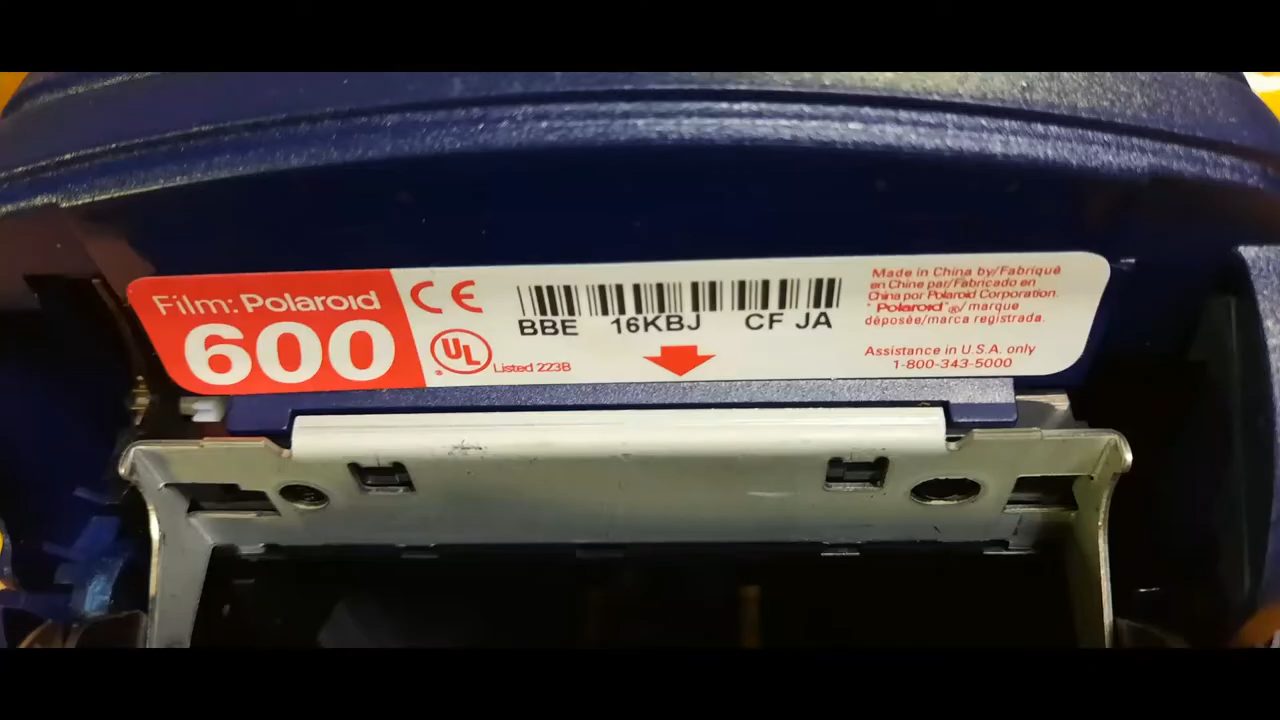 Film: Polaroid
600
CE
UL
®
Listed 223B
BBE 16KBJ CF JA
Made in China by/Fabriqué
en Chine par/Fabricado en
China por Polaroid Corporation.
"Polaroid"®/marque
déposée/marca registrada.
Assistance in U.S.A. only
1-800-343-5000